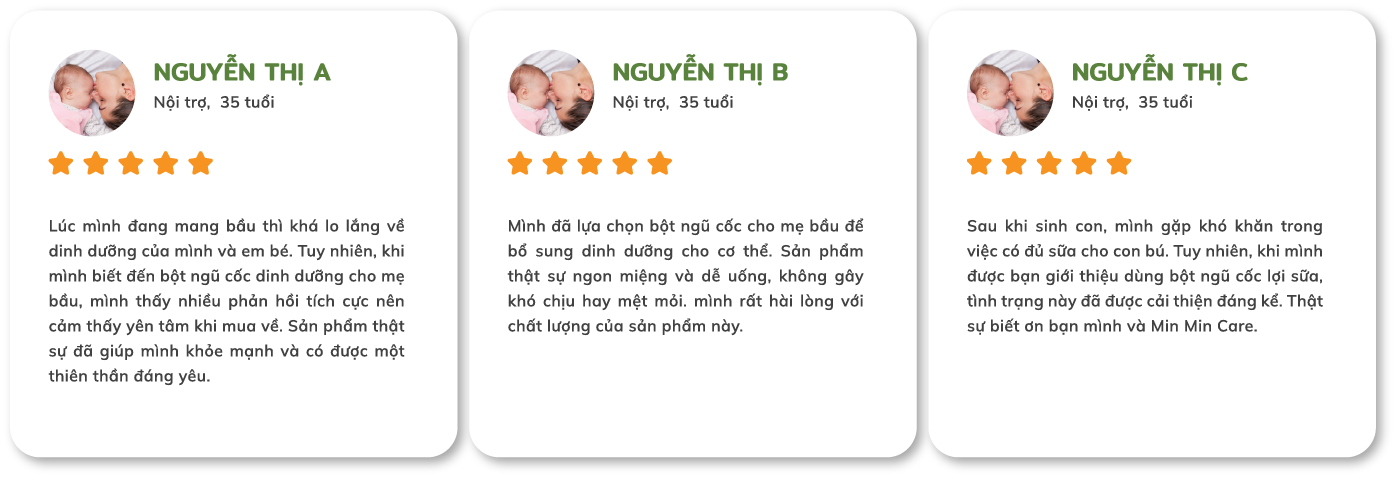 NGUYỄN THỊ A
Nội trợ, 35 tuổi
Lúc mình đang mang bầu thì khá lo lắng về
dinh dưỡng của mình và em bé. Tuy nhiên, khi
mình biết đến bột ngũ cốc dinh dưỡng cho mẹ
bầu, mình thấy nhiều phản hồi tích cực nên
cảm thấy yên tâm khi mua về. Sản phẩm thật
sự đã giúp mình khỏe mạnh và có được một
thiên thần đáng yêu.
NGUYỄN THỊ B
Nội trợ, 35 tuổi
Mình đã lựa chọn bột ngũ cốc cho mẹ bầu để
bổ sung dinh dưỡng cho cơ thể. Sản phẩm
thật sự ngon miệng và dễ uống, không gây
khó chịu hay mệt mỏi. mình rất hài lòng với
chất lượng của sản phẩm này.
NGUYỄN THỊ C
Nội trợ, 35 tuổi
Sau khi sinh con, mình gặp khó khăn trong
việc có đủ sữa cho con bú. Tuy nhiên, khi mình
được bạn giới thiệu dùng bột ngũ cốc lợi sữa,
tình trạng này đã được cải thiện đáng kể. Thật
sự biết ơn bạn mình và Min Min Care.